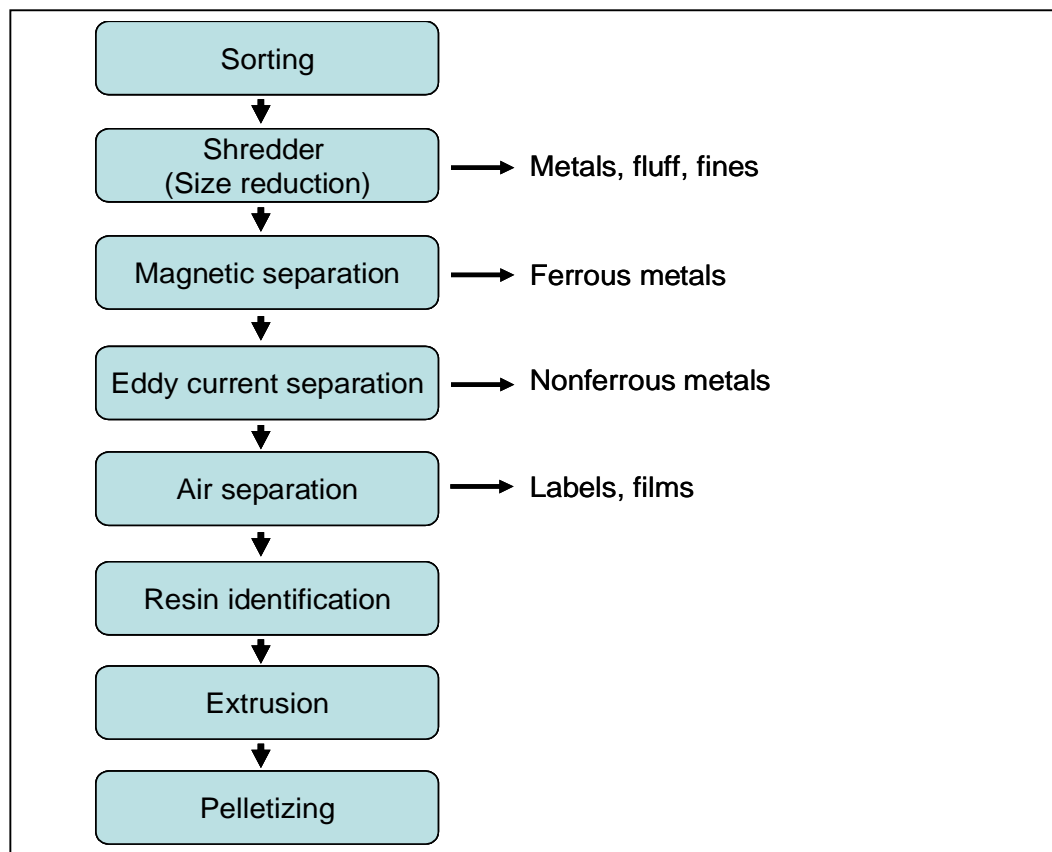 Sorting
Shredder
(Size reduction)
Metals, fluff, fines
Magnetic separation
Ferrous metals
Eddy current separation
Nonferrous metals
Air separation
Labels, films
Resin identification
Extrusion
Pelletizing